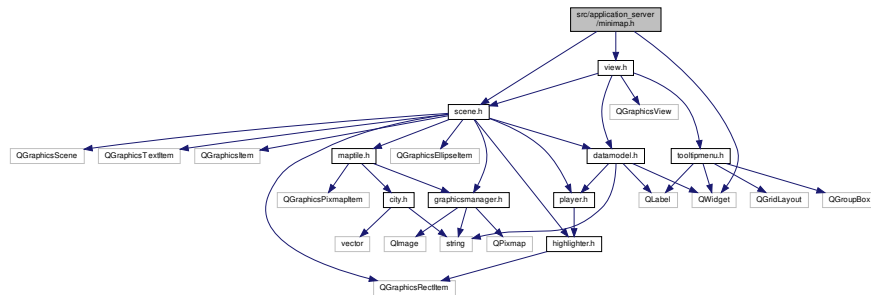 src/application_server
/minimap.h
view.h
scene.h
QGraphicsView
QGraphicsScene
QGraphicsTextItem
QGraphicsItem
maptile.h
QGraphicsEllipseItem
datamodel.h
tooltipmenu.h
QGraphicsPixmapItem
city.h
graphicsmanager.h
player.h
QLabel
QWidget
QGridLayout
QGroupBox
vector
QImage
string
QPixmap
highlighter.h
QGraphicsRectItem